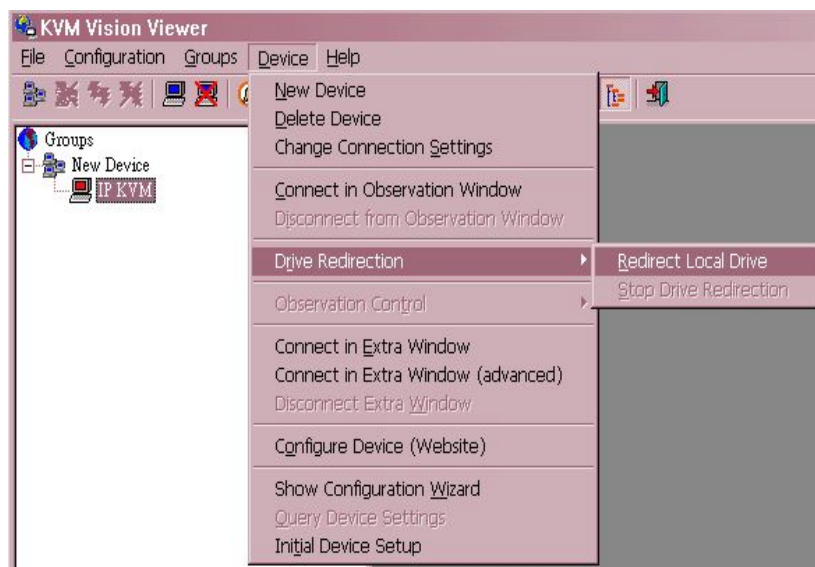 KVM Vision Viewer
File Configuration Groups Device Help
Groups
New Device
IP KVM
New Device
Delete Device
Change Connection Settings
Connect in Observation Window
Disconnect from Observation Window
Drive Redirection
Redirect Local Drive
Stop Drive Redirection
Observation Control
Connect in Extra Window
Connect in Extra Window (advanced)
Disconnect Extra Window
Configure Device (Website)
Show Configuration Wizard
Query Device Settings
Initial Device Setup